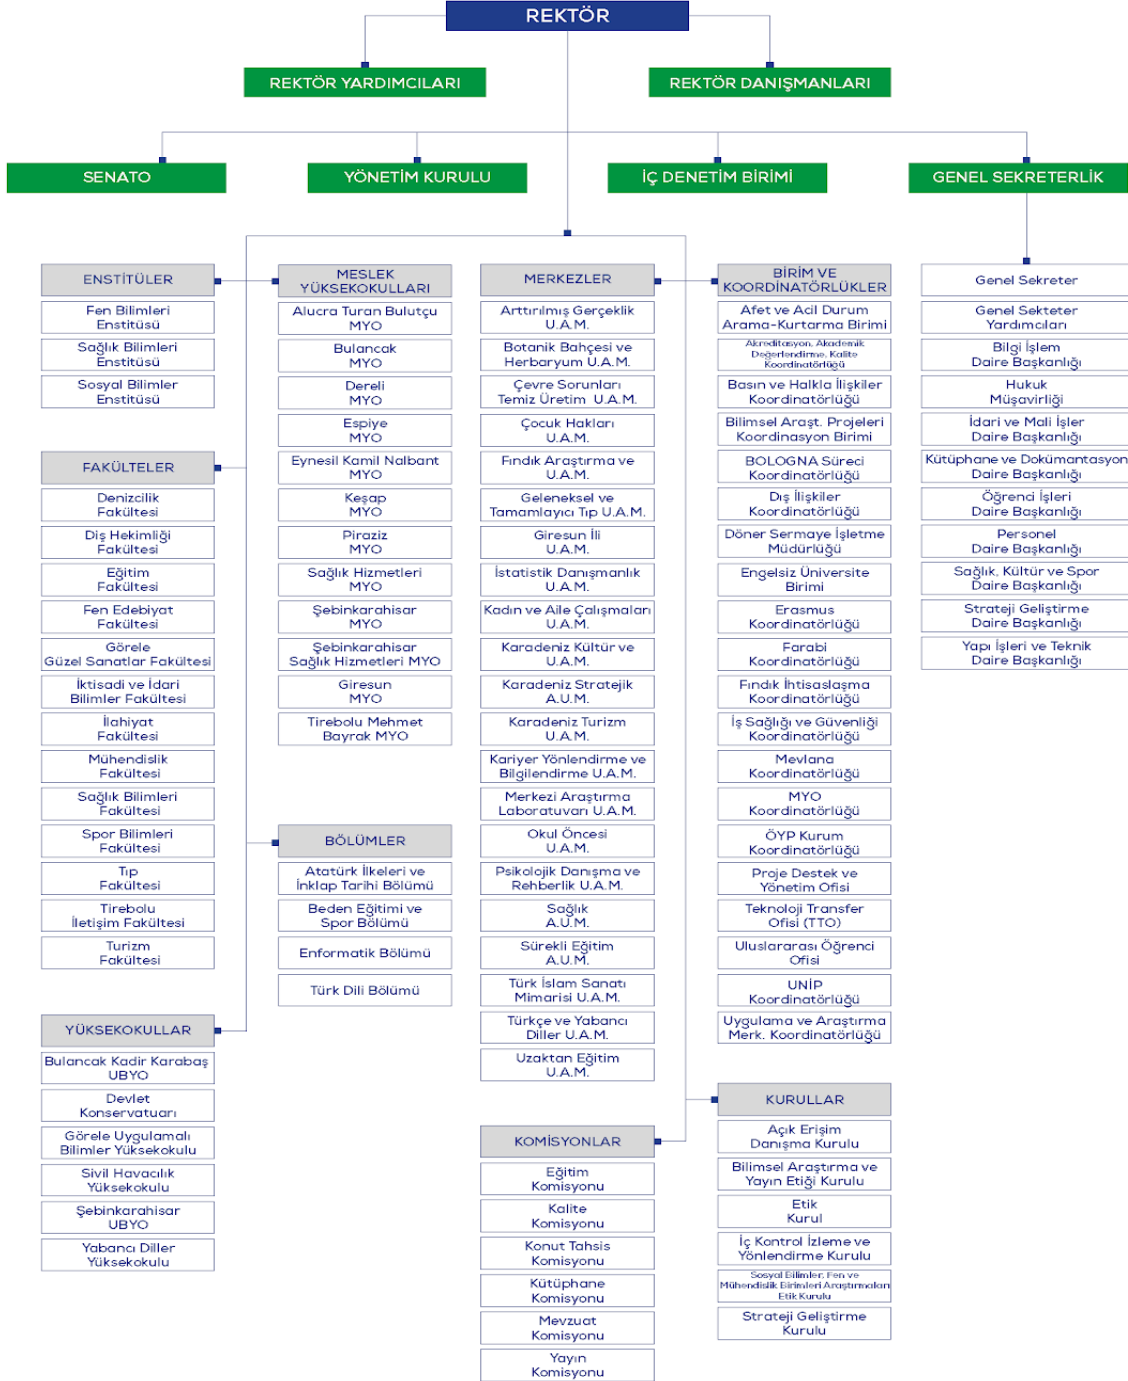 REKTÖR
REKTÖR YARDIMCILARI
REKTÖR DANIŞMANLARI
SENATO
YÖNETİM KURULU
İÇ DENETİM BİRİMİ
GENEL SEKRETERLİK
ENSTİTÜLER
Fen Bilimleri
Enstitüsü
Sağlık Bilimleri
Enstitüsü
Sosyal Bilimler
Enstitüsü
FAKÜLTELER
Denizcilik
Fakültesi
Diş Hekimliği
Fakültesi
Eğitim
Fakültesi
Fen Edebiyat
Fakültesi
Görele
Güzel Sanatlar Fakültesi
İktisadi ve İdari
Bilimler Fakültesi
İlahiyat
Fakültesi
Mühendislik
Fakültesi
Sağlık Bilimleri
Fakültesi
Spor Bilimleri
Fakültesi
Tıp
Fakültesi
Tirebolu
İletişim Fakültesi
Turizm
Fakültesi
YÜKSEKOKULLAR
Bulancak Kadir Karabaş
UBYO
Devlet
Konservatuarı
Görele Uygulamalı
Bilimler Yüksekokulu
Sivil Havacılık
Yüksekokulu
Şebinkarahisar
UBYO
Yabancı Diller
Yüksekokulu
MESLEK
YÜKSEKOKULLARI
Alucra Turan Bulutçu
MYO
Bulancak
MYO
Dereli
MYO
Espiye
MYO
Eynesil Kamil Nalbant
MYO
Keşap
MYO
Piraziz
MYO
Sağlık Hizmetleri
MYO
Şebinkarahisar
MYO
Şebinkarahisar
Sağlık Hizmetleri MYO
Giresun
MYO
Tirebolu Mehmet
Bayrak MYO
BÖLÜMLER
Atatürk İlkeleri ve
İnklap Tarihi Bölümü
Beden Eğitimi ve
Spor Bölümü
Enformatik Bölümü
Türk Dili Bölümü
MERKEZLER
Arttırılmış Gerçeklik
U.A.M.
Botanik Bahçesi ve
Herbaryum U.A.M.
Çevre Sorunları
Temiz Üretim U.A.M.
Çocuk Hakları
U.A.M.
Fındık Araştırma ve
U.A.M.
Geleneksel ve
Tamamlayıcı Tıp U.A.M.
Giresun İli
U.A.M.
İstatistik Danışmanlık
U.A.M.
Kadın ve Aile Çalışmaları
U.A.M.
Karadeniz Kültür ve
U.A.M.
Karadeniz Stratejik
A.U.M.
Karadeniz Turizm
U.A.M.
Kariyer Yönlendirme ve
Bilgilendirme U.A.M.
Merkezi Araştırma
Laboratuvarı U.A.M.
Okul Öncesi
U.A.M.
Psikolojik Danışma ve
Rehberlik U.A.M.
Sağlık
A.U.M.
Sürekli Eğitim
A.U.M.
Türk İslam Sanatı
Mimarisi U.A.M.
Türkçe ve Yabancı
Diller U.A.M.
Uzaktan Eğitim
U.A.M.
KOMİSYONLAR
Eğitim
Komisyonu
Kalite
Komisyonu
Konut Tahsis
Komisyonu
Kütüphane
Komisyonu
Mevzuat
Komisyonu
Yayın
Komisyonu
BİRİM VE
KOORDİNATÖRLÜKLER
Afet ve Acil Durum
Arama-Kurtarma Birimi
Akreditasyon, Akademik
Değerlendirme, Kalite
Koordinatörlüğü
Basın ve Halkla İlişkiler
Koordinatörlüğü
Bilimsel Araşt. Projeleri
Koordinasyon Birimi
BOLOGNA Süreci
Koordinatörlüğü
Dış İlişkiler
Koordinatörlüğü
Döner Sermaye İşletme
Müdürlüğü
Engelsiz Üniversite
Birimi
Erasmus
Koordinatörlüğü
Farabi
Koordinatörlüğü
Fındık İhtisaslaşma
Koordinatörlüğü
İş Sağlığı ve Güvenliği
Koordinatörlüğü
Mevlana
Koordinatörlüğü
MYO
Koordinatörlüğü
ÖYP Kurum
Koordinatörlüğü
Proje Destek ve
Yönetim Ofisi
Teknoloji Transfer
Ofisi (TTO)
Uluslararası Öğrenci
Ofisi
UNİP
Koordinatörlüğü
Uygulama ve Araştırma
Merk. Koordinatörlüğü
KURULLAR
Açık Erişim
Danışma Kurulu
Bilimsel Araştırma ve
Yayın Etiği Kurulu
Etik
Kurul
İç Kontrol İzleme ve
Yönlendirme Kurulu
Sosyal Bilimler, Fen ve
Mühendislik Birimleri Araştırmaları
Etik Kurulu
Strateji Geliştirme
Kurulu
Genel Sekreter
Genel Sekteter
Yardımcıları
Bilgi İşlem
Daire Başkanlığı
Hukuk
Müşavirliği
İdari ve Mali İşler
Daire Başkanlığı
Kütüphane ve Dokümantasyon
Daire Başkanlığı
Öğrenci İşleri
Daire Başkanlığı
Personel
Daire Başkanlığı
Sağlık, Kültür ve Spor
Daire Başkanlığı
Strateji Geliştirme
Daire Başkanlığı
Yapı İşleri ve Teknik
Daire Başkanlığı